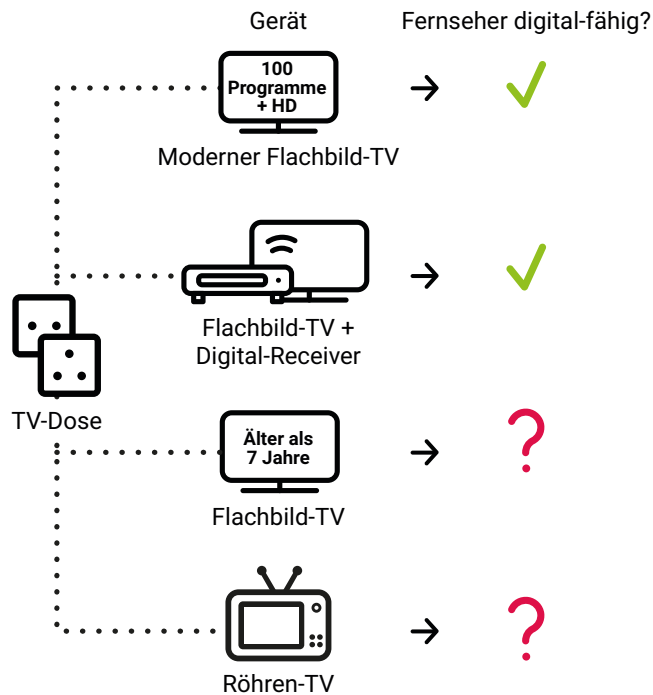 Gerät
Fernseher digital-fähig?
100
Programme
+ HD
Moderner Flachbild-TV
Flachbild-TV +
Digital-Receiver
TV-Dose
Älter als
7 Jahre
Flachbild-TV
Röhren-TV